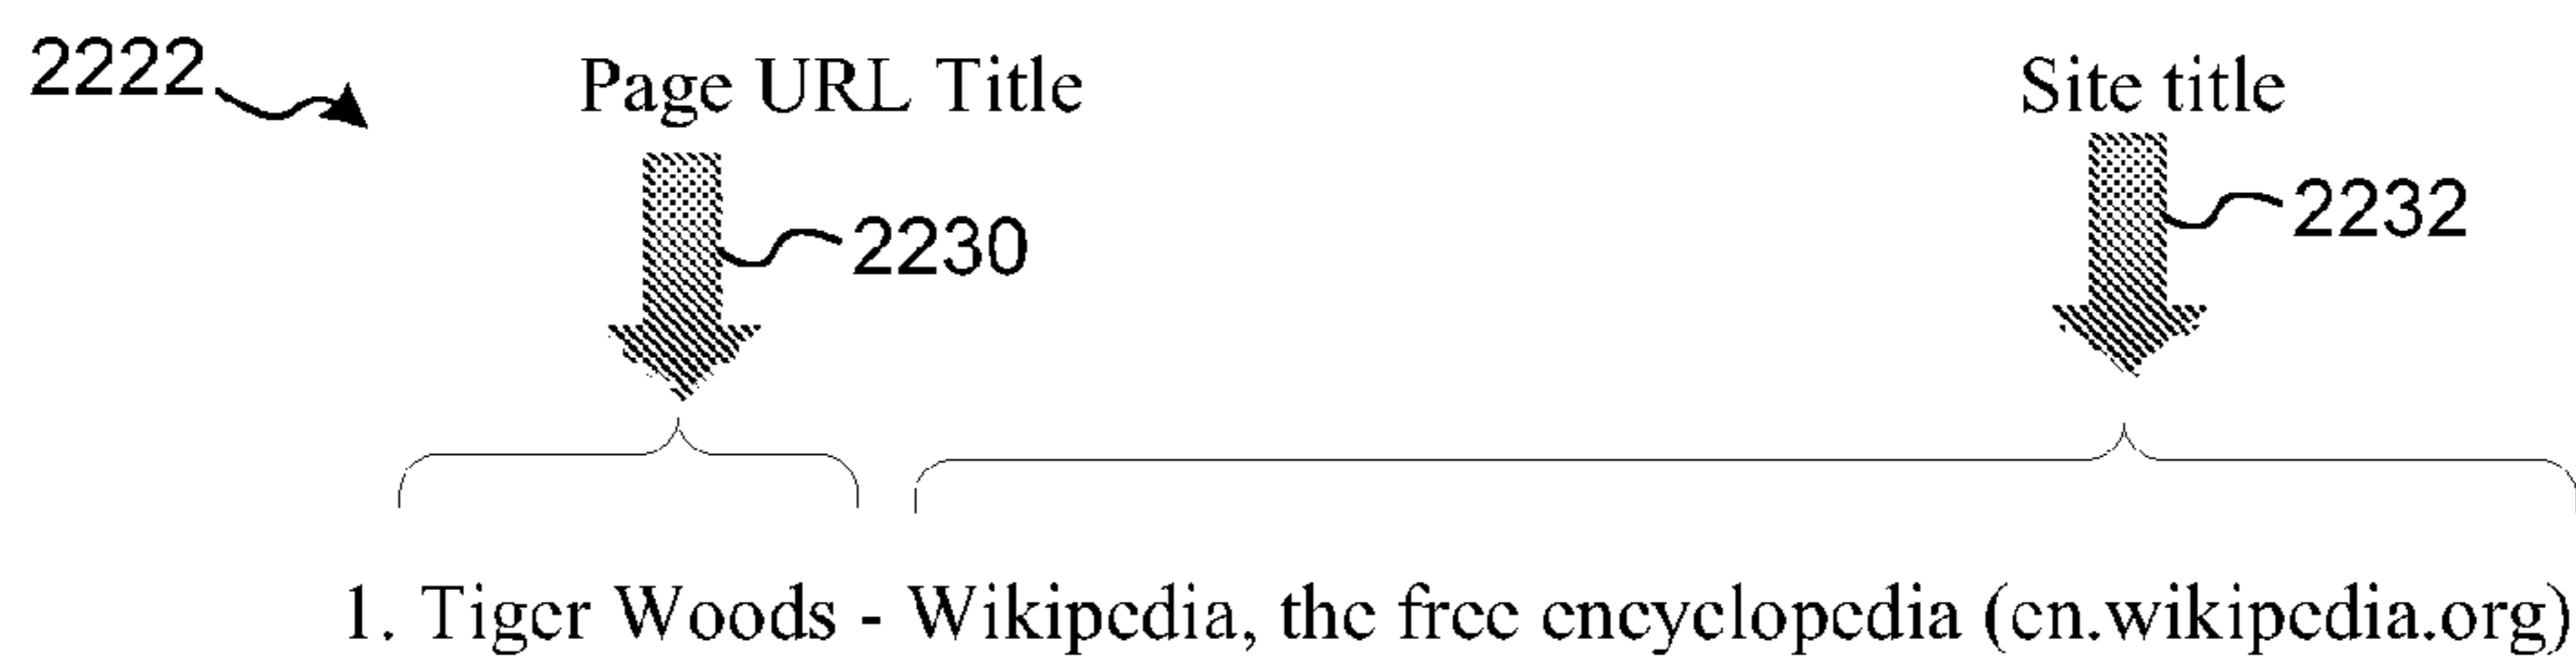 2222
Page URL Title
Site title
2230
2232
1. Tiger Woods - Wikipedia, the free encyclopedia (en.wikipedia.org)